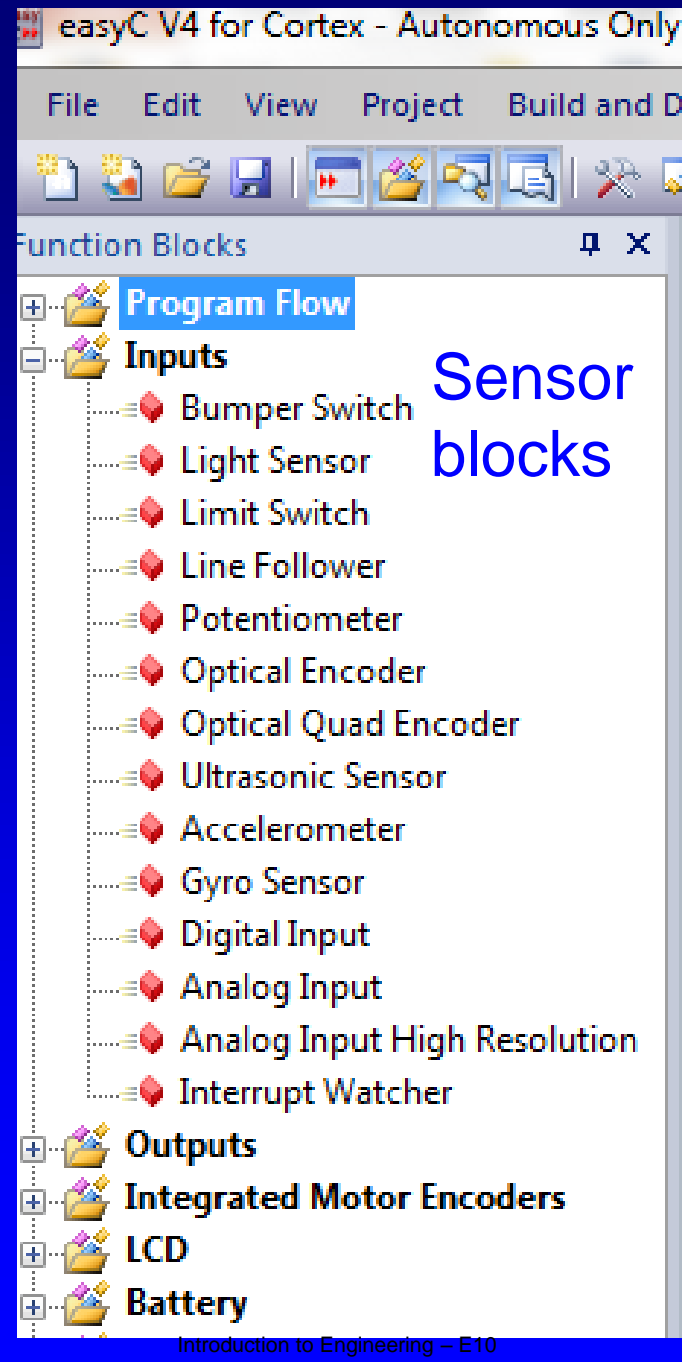 easyC V4 for Cortex - Autonomous Only
File Edit View Project Build and D
Function Blocks
Program Flow
Inputs
Sensor
blocks
Bumper Switch
Light Sensor
Limit Switch
Line Follower
Potentiometer
Optical Encoder
Optical Quad Encoder
Ultrasonic Sensor
Accelerometer
Gyro Sensor
Digital Input
Analog Input
Analog Input High Resolution
Interrupt Watcher
Outputs
Integrated Motor Encoders
LCD
Battery
Introduction to Engineering – E10